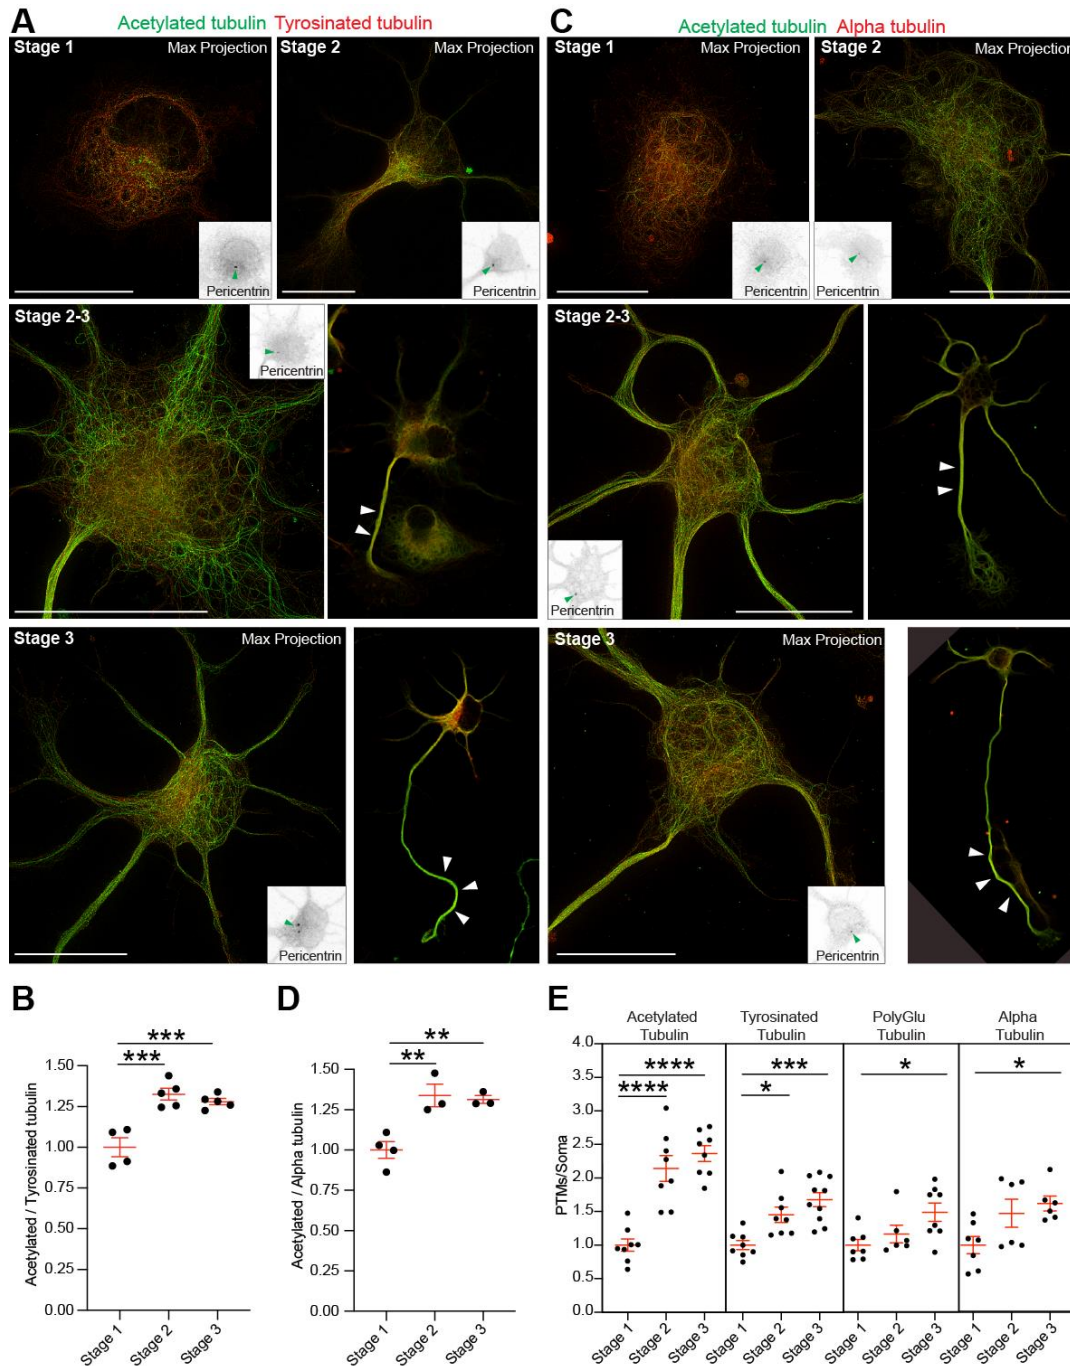 A
Acetylated tubulin Tyrosinated tubulin
Stage 1
Max Projection
Pericentrin
Stage 2
Max Projection
Pericentrin
Stage 2-3
Pericentrin
Stage 3
Max Projection
Pericentrin
C
Acetylated tubulin Alpha tubulin
Stage 1
Max Projection
Pericentrin
Stage 2
Max Projection
Pericentrin
Stage 2-3
Pericentrin
Stage 3
Max Projection
Pericentrin
B
Acetylated / Tyrosinated tubulin
1.50
1.25
1.00
0.75
0.50
0.25
0.00
***
***
Stage 1
Stage 2
Stage 3
D
Acetylated / Alpha tubulin
1.50
1.25
1.00
0.75
0.50
0.25
0.00
**
**
Stage 1
Stage 2
Stage 3
E
PTMs/Soma
4.0
3.5
3.0
2.5
2.0
1.5
1.0
0.5
0.0
Acetylated
Tubulin
****
****
Stage 1
Stage 2
Stage 3
Tyrosinated
Tubulin
***
*
Stage 1
Stage 2
Stage 3
PolyGlu
Tubulin
*
Stage 1
Stage 2
Stage 3
Alpha
Tubulin
*
Stage 1
Stage 2
Stage 3